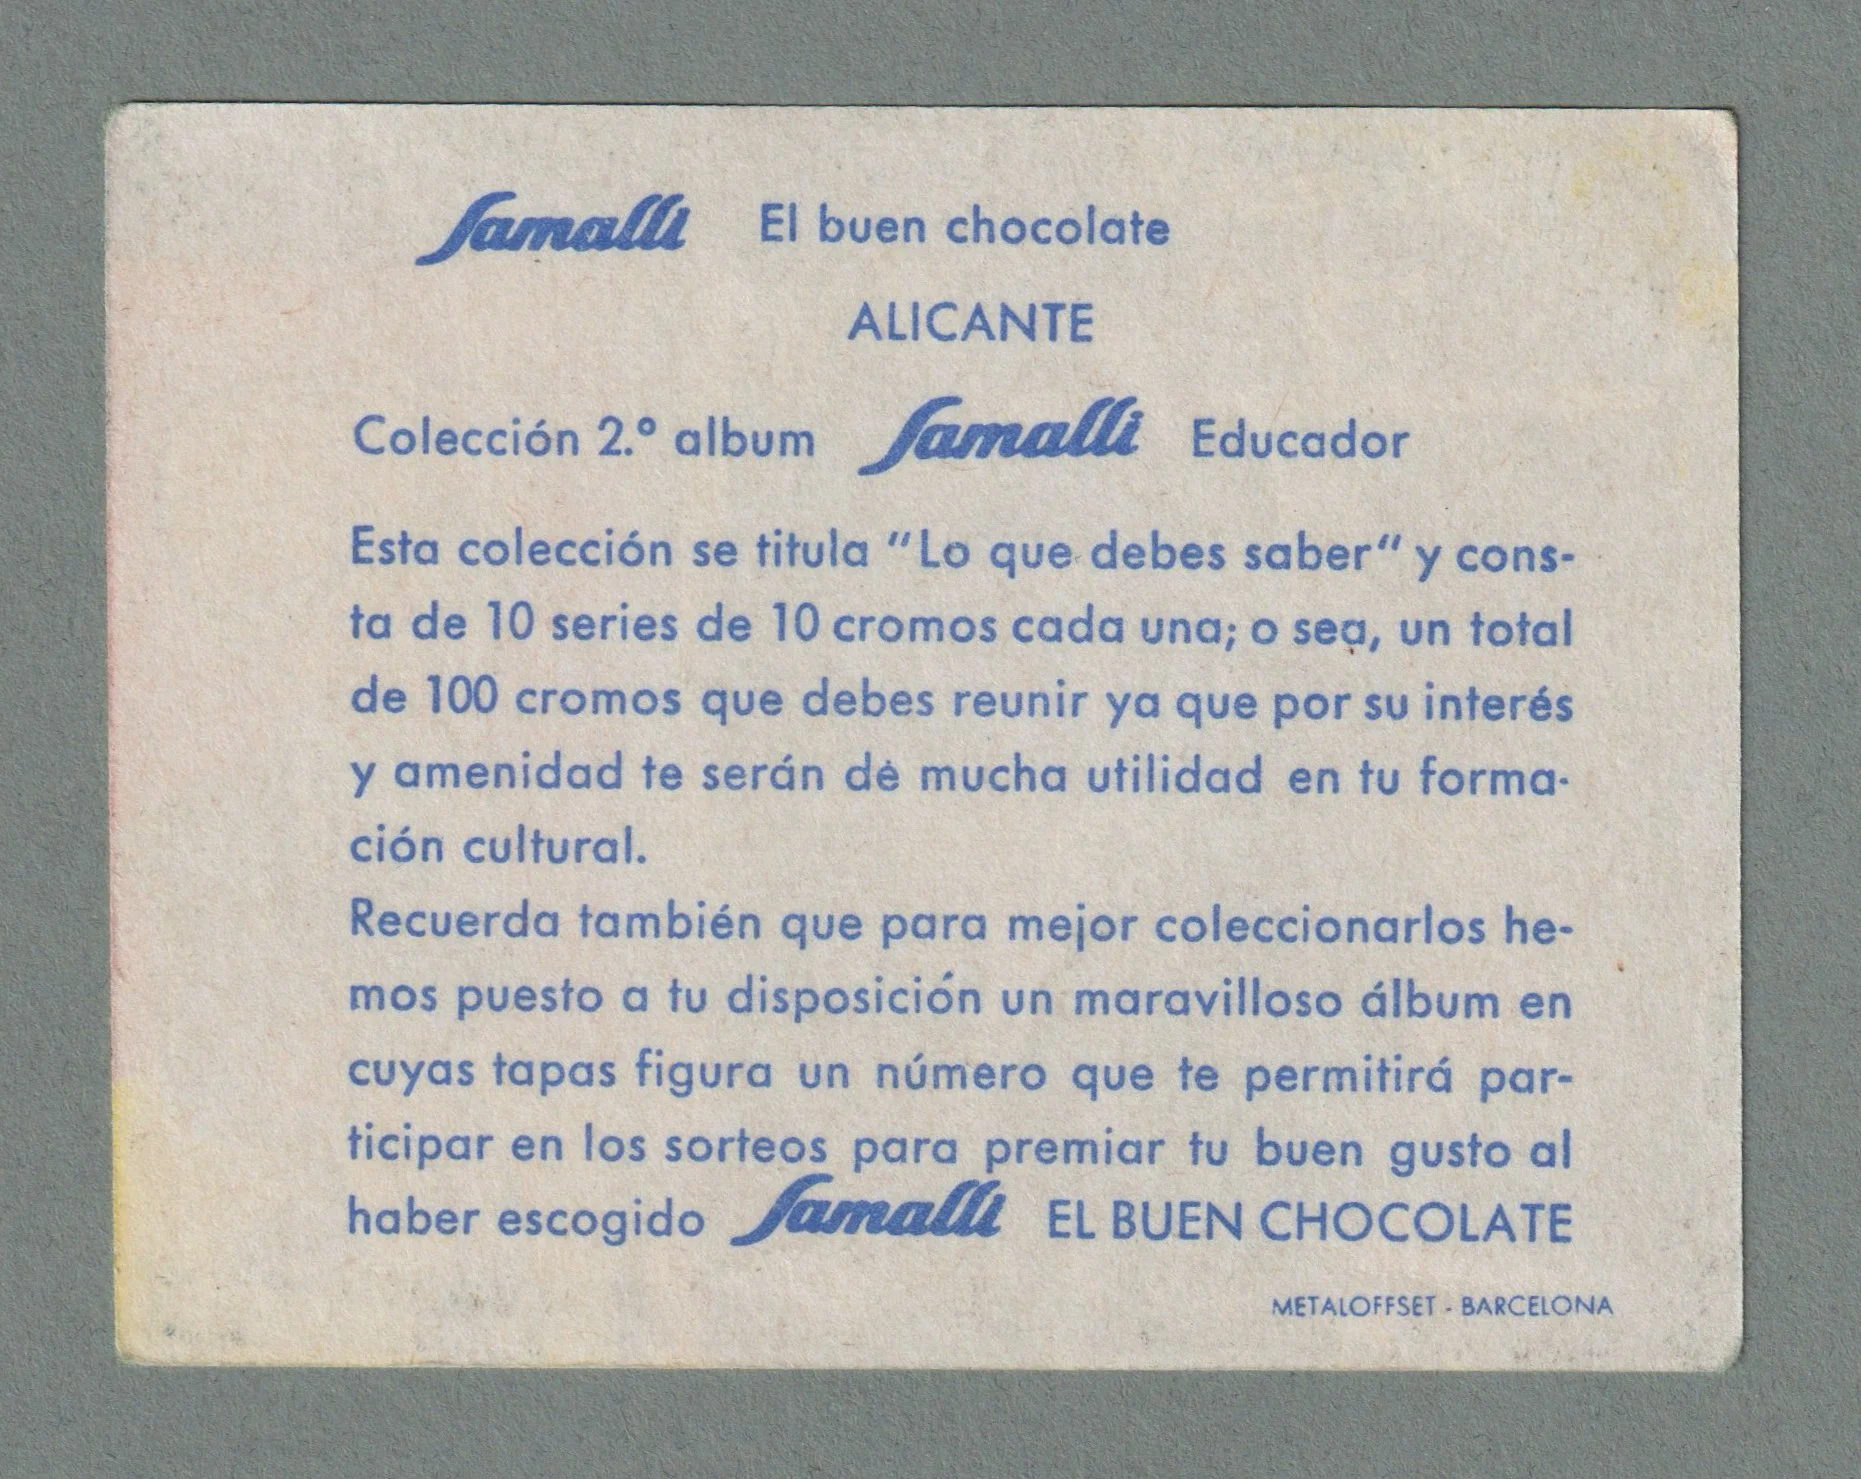 Samalli El buen chocolate
ALICANTE
Colección 2.º album Samalli Educador
Esta colección se titula "Lo que debes saber" y cons-
ta de 10 series de 10 cromos cada una; o sea, un total
de 100 cromos que debes reunir ya que por su interés
y amenidad te serán de mucha utilidad en tu forma-
ción cultural.
Recuerda también que para mejor coleccionarlos he-
mos puesto a tu disposición un maravilloso álbum en
cuyas tapas figura un número que te permitirá par-
ticipar en los sorteos para premiar tu buen gusto al
haber escogido Samalli EL BUEN CHOCOLATE
METALOFFSET - BARCELONA